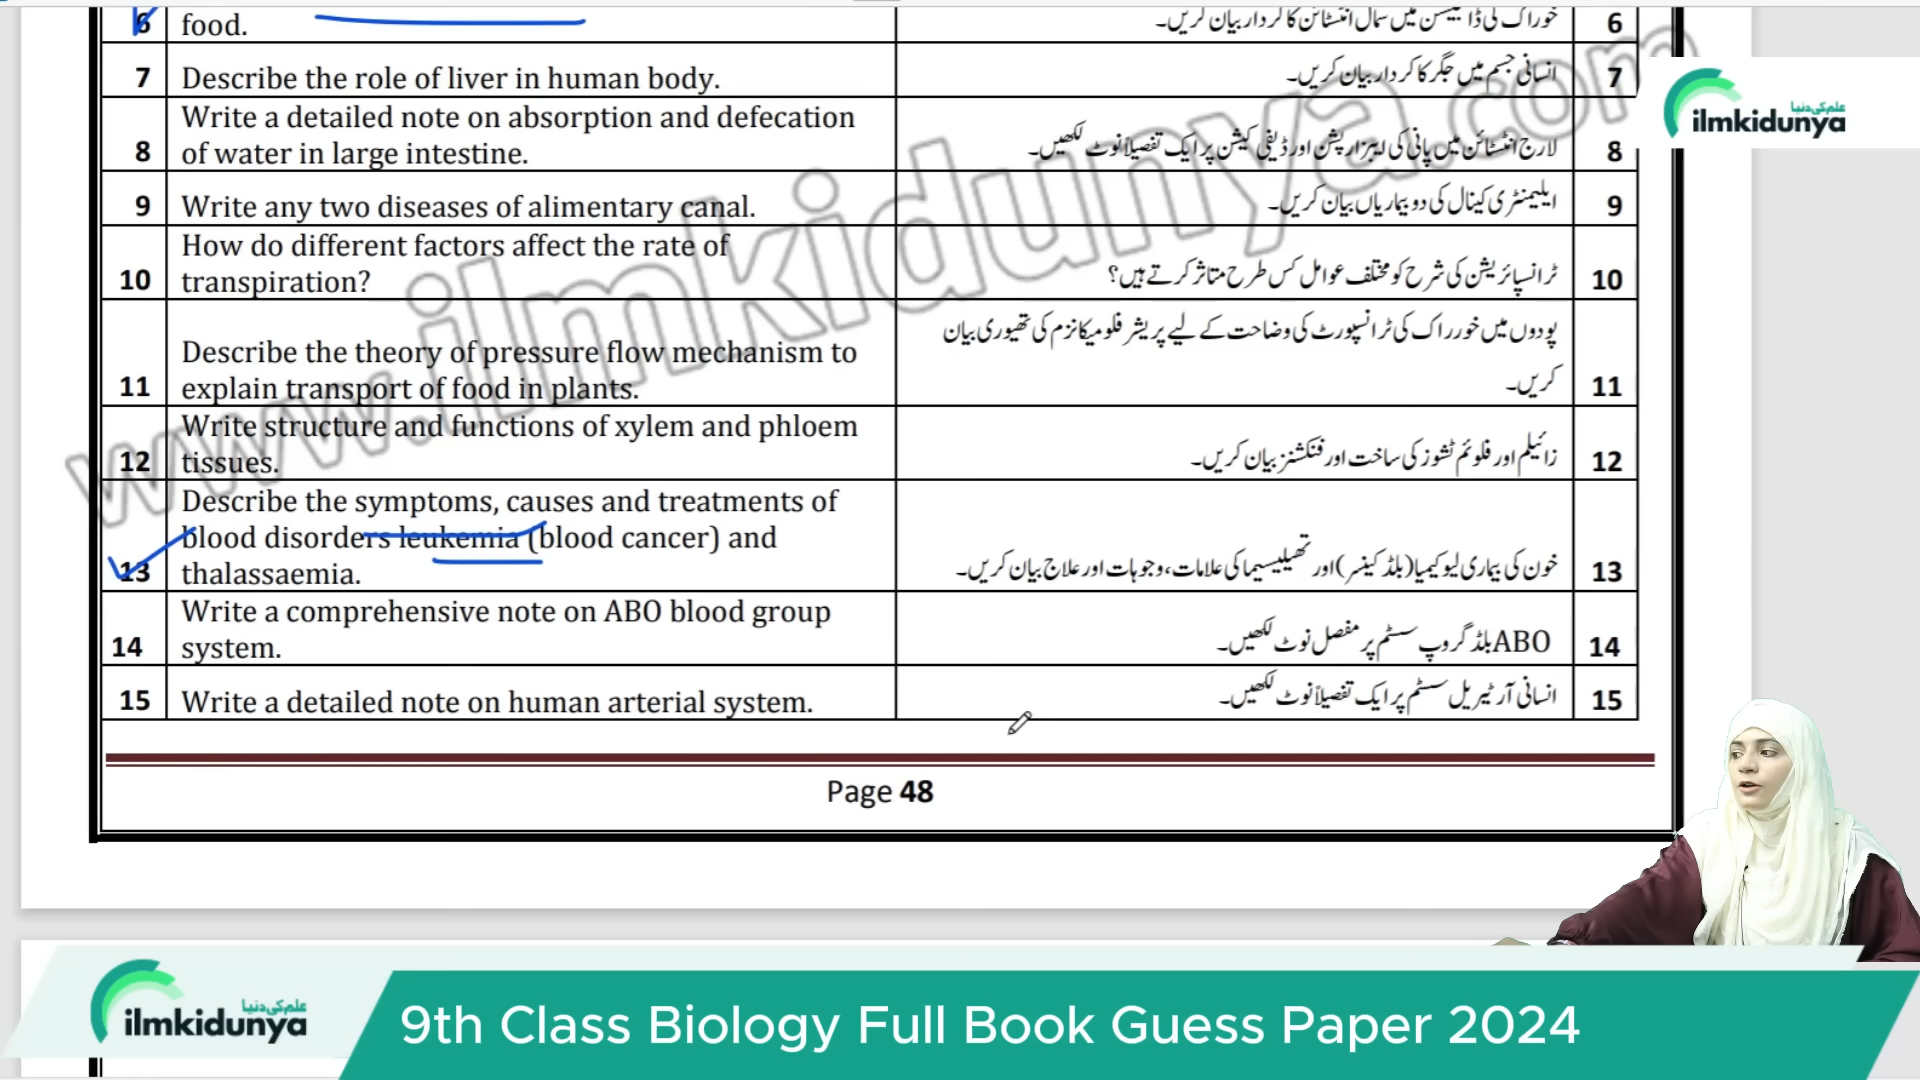 6 food. خوراک کی ڈائجیشن میں سمال انٹسٹائن کا کردار بیان کریں۔ 6
7 Describe the role of liver in human body. انسانی جسم میں جگر کا کردار بیان کریں۔ 7
Write a detailed note on absorption and defecation
8 of water in large intestine. لارج انٹسٹائن میں پانی کی ایبزارپشن اور ڈیفی کیشن پر ایک تفصیلاً نوٹ لکھیں۔ 8
9 Write any two diseases of alimentary canal. ایلیمنٹری کینال کی دو بیماریاں بیان کریں۔ 9
How do different factors affect the rate of
10 transpiration? ٹرانسپائریشن کی شرح کو مختلف عوامل کس طرح متاثر کرتے ہیں؟ 10
پودوں میں خوراک کی ٹرانسپورٹ کی وضاحت کے لیے پریشر فلو میکانزم کی تھیوری بیان
Describe the theory of pressure flow mechanism to
11 explain transport of food in plants. کریں۔ 11
Write structure and functions of xylem and phloem
12 tissues. زائیلم اور فلوئم ٹشوز کی ساخت اور فنکشنز بیان کریں۔ 12
Describe the symptoms, causes and treatments of
blood disorders leukemia (blood cancer) and
13 thalassaemia. خون کی بیماری لیوکیمیا (بلڈ کینسر) اور تھیلیسیما کی علامات، وجوہات اور علاج بیان کریں۔ 13
Write a comprehensive note on ABO blood group
14 system. ABO بلڈ گروپ سسٹم پر مفصل نوٹ لکھیں۔ 14
15 Write a detailed note on human arterial system. انسانی آرٹیریل سسٹم پر ایک تفصیلاً نوٹ لکھیں۔ 15
Page 48
www.ilmkidunya.com
علم کی دنیا
ilmkidunya
علم کی دنیا
ilmkidunya
9th Class Biology Full Book Guess Paper 2024